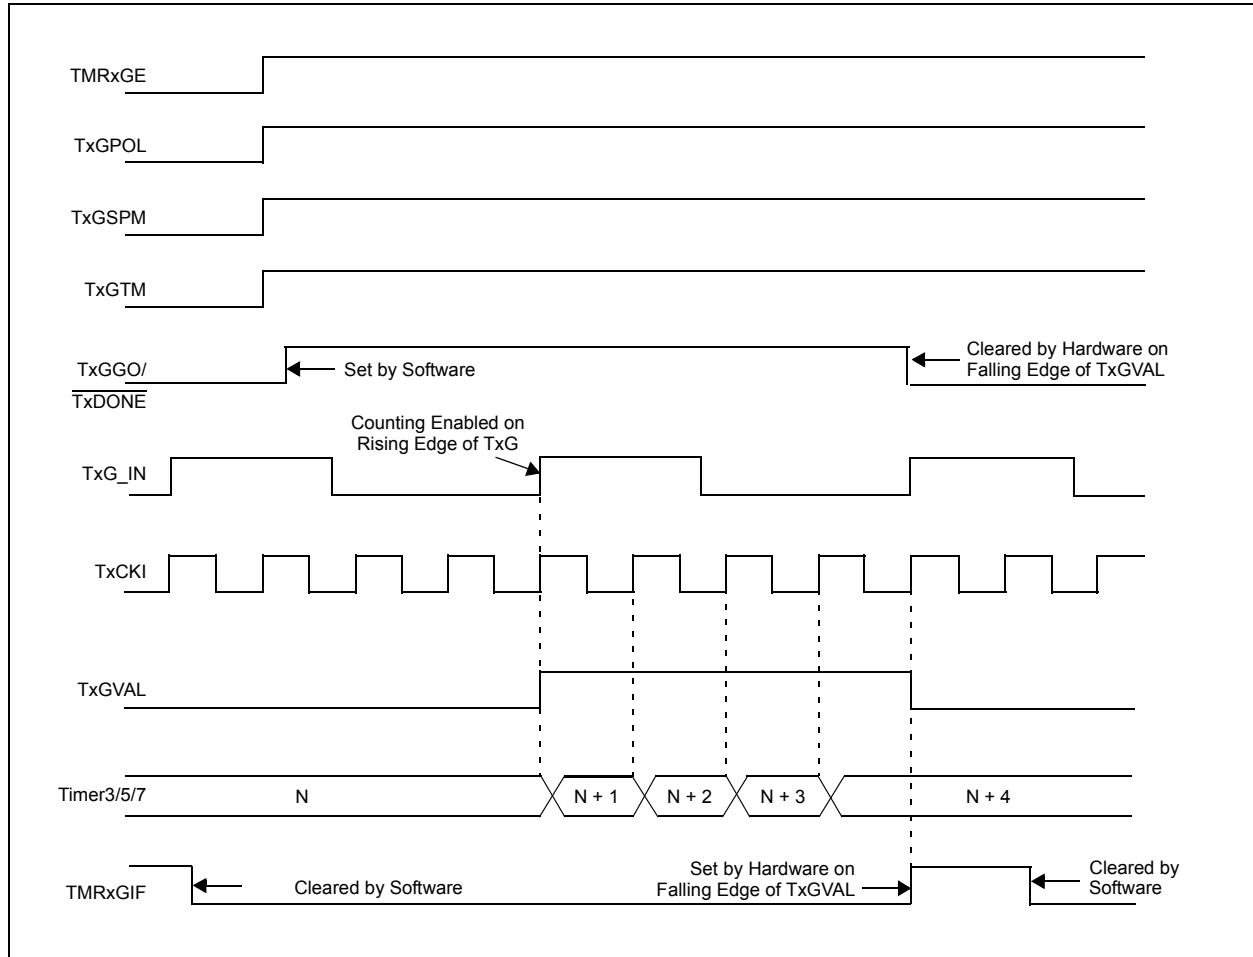 TMRxGE
TxGPOL
TxGSPM
TxGTM
TxGGO/
TxDONE
Set by Software
Cleared by Hardware on
Falling Edge of TxGVAL
Counting Enabled on
Rising Edge of TxG
TxG_IN
TxCKI
TxGVAL
Timer3/5/7
N
N + 1
N + 2
N + 3
N + 4
TMRxGIF
Cleared by Software
Set by Hardware on
Falling Edge of TxGVAL
Cleared by
Software